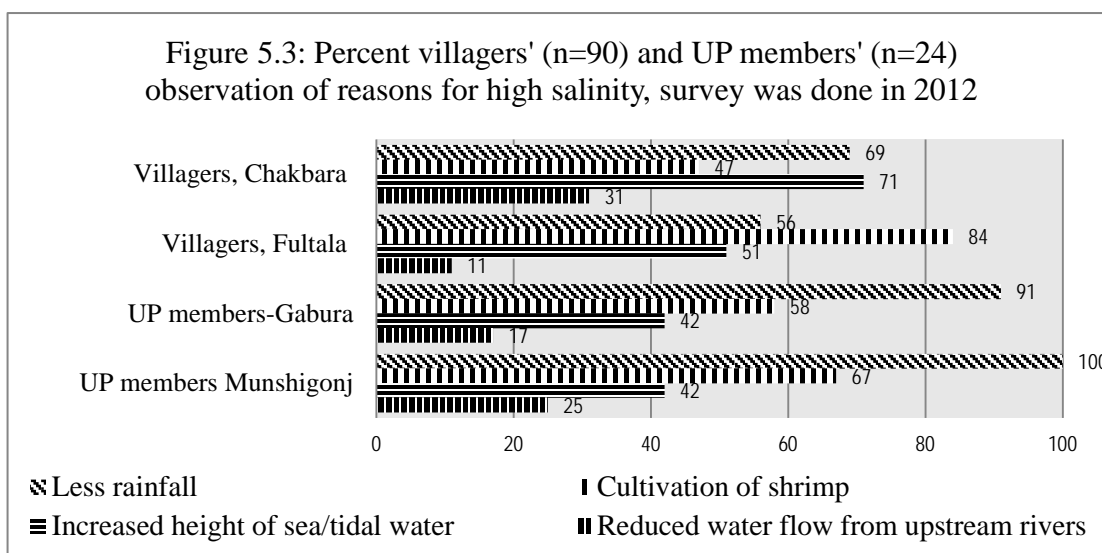 Figure 5.3: Percent villagers' (n=90) and UP members' (n=24)
observation of reasons for high salinity, survey was done in 2012
Villagers, Chakbara
69
47
71
31
Villagers, Fultala
56
84
51
11
UP members-Gabura
91
58
42
17
UP members Munshigonj
100
67
42
25
0 20 40 60 80 100
Less rainfall Cultivation of shrimp
Increased height of sea/tidal water Reduced water flow from upstream rivers